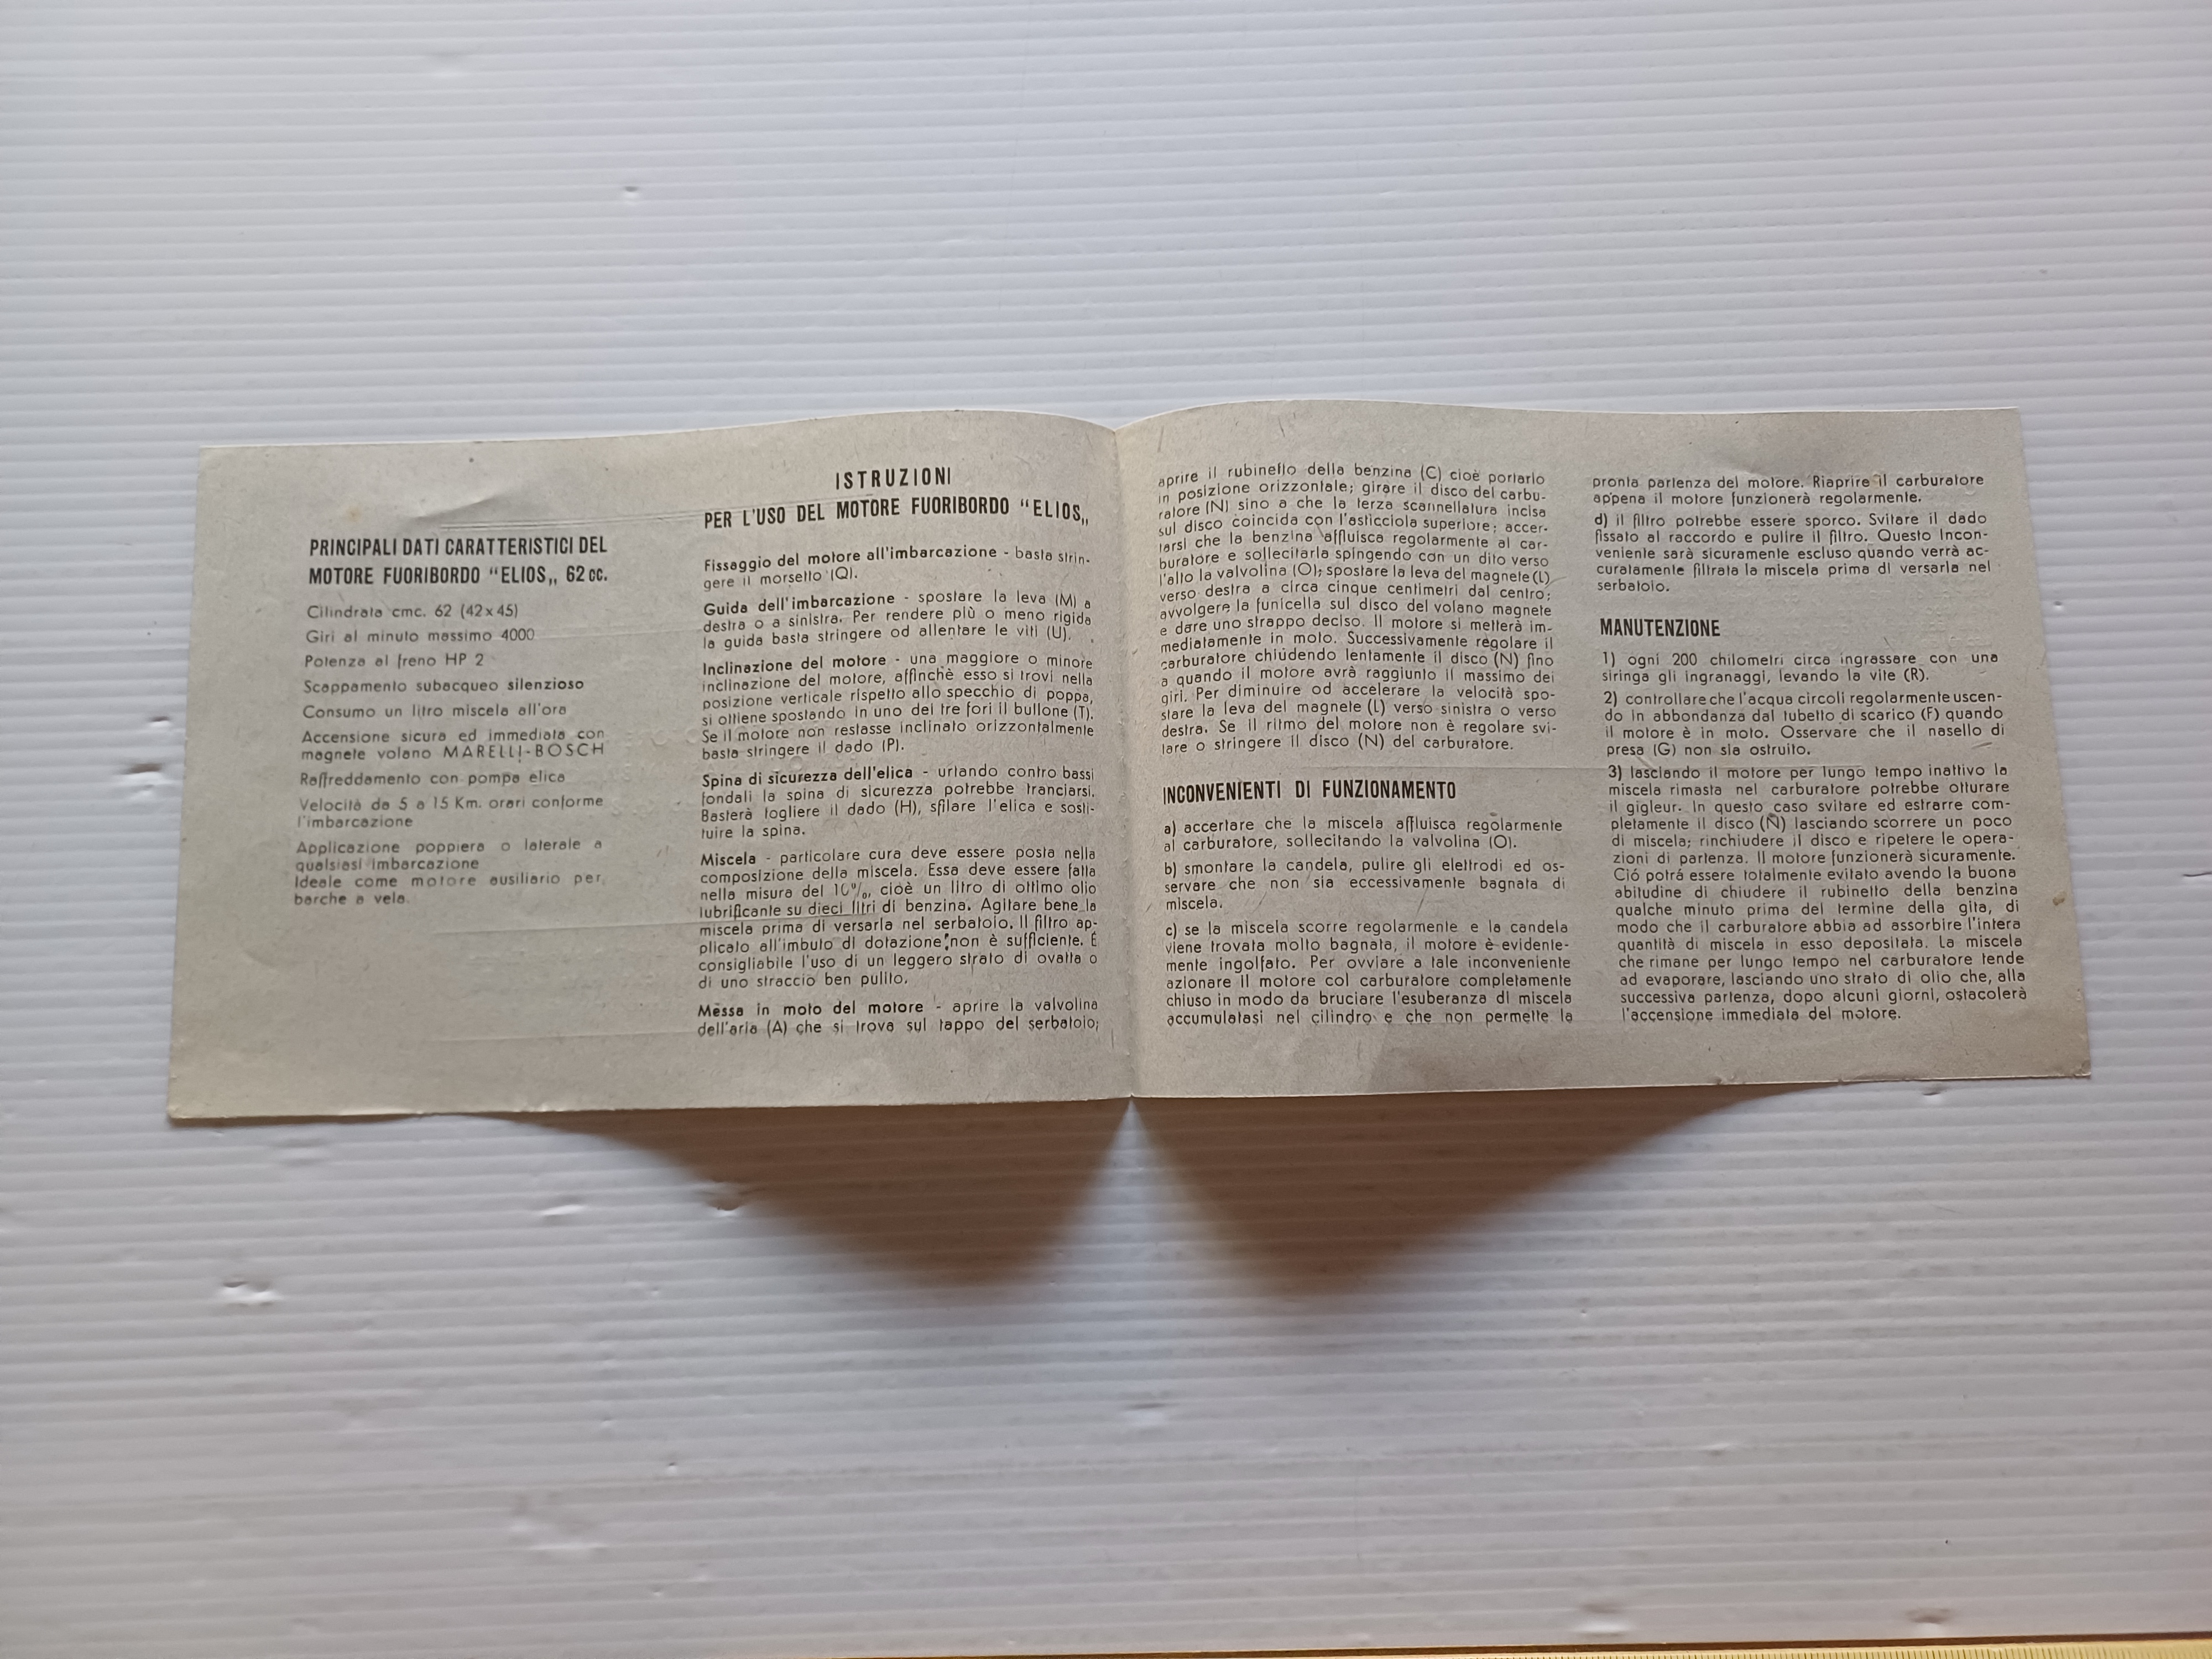 PRINCIPALI DATI CARATTERISTICI DEL
MOTORE FUORIBORDO “ELIOS„ 62 cc.
Cilindrata cmc. 62 (42x45)
Giri al minuto massimo 4000
Potenza al freno HP 2
Scappamento subacqueo silenzioso
Consumo un litro miscela all'ora
Accensione sicura ed immediata con
magnete volano MARELLI-BOSCH
Raffreddamento con pompa elica
Velocità da 5 a 15 Km. orari conforme
l'imbarcazione
Applicazione poppiera o laterale a
qualsiasi imbarcazione
Ideale come motore ausiliario per
barche a vela.
ISTRUZIONI
PER L'USO DEL MOTORE FUORIBORDO “ELIOS„
Fissaggio del motore all'imbarcazione - basta strin-
gere il morsetto (Q).
Guida dell'imbarcazione - spostare la leva (M) a
destra o a sinistra. Per rendere più o meno rigida
la guida basta stringere od allentare le viti (U).
Inclinazione del motore - una maggiore o minore
inclinazione del motore, affinchè esso si trovi nella
posizione verticale rispetto allo specchio di poppa,
si ottiene spostando in uno dei tre fori il bullone (T).
Se il motore non restasse inclinato orizzontalmente
basta stringere il dado (P).
Spina di sicurezza dell'elica - urtando contro bassi
fondali la spina di sicurezza potrebbe tranciarsi.
Basterà togliere il dado (H), sfilare l'elica e sosti-
tuire la spina.
Miscela - particolare cura deve essere posta nella
composizione della miscela. Essa deve essere fatta
nella misura del 10%, cioè un litro di ottimo olio
lubrificante su dieci litri di benzina. Agitare bene la
miscela prima di versarla nel serbatoio. Il filtro ap-
plicato all'imbuto di dotazione non è sufficiente. É
consigliabile l'uso di un leggero strato di ovatta o
di uno straccio ben pulito.
Messa in moto del motore - aprire la valvolina
dell'aria (A) che si trova sul tappo del serbatoio;
aprire il rubinetto della benzina (C) cioè portarlo
in posizione orizzontale; girare il disco del carbu-
ratore (N) sino a che la terza scannellatura incisa
sul disco coincida con l'asticciola superiore; accer-
tarsi che la benzina affluisca regolarmente al car-
buratore e sollecitarla spingendo con un dito verso
l'alto la valvolina (O); spostare la leva del magnete (L)
verso destra a circa cinque centimetri dal centro;
avvolgere la funicella sul disco del volano magnete
e dare uno strappo deciso. Il motore si metterà im-
mediatamente in moto. Successivamente regolare il
carburatore chiudendo lentamente il disco (N) fino
a quando il motore avrà raggiunto il massimo dei
giri. Per diminuire od accelerare la velocità spo-
stare la leva del magnete (L) verso sinistra o verso
destra. Se il ritmo del motore non è regolare svi-
tare o stringere il disco (N) del carburatore.
INCONVENIENTI DI FUNZIONAMENTO
a) accertare che la miscela affluisca regolarmente
al carburatore, sollecitando la valvolina (O).
b) smontare la candela, pulire gli elettrodi ed os-
servare che non sia eccessivamente bagnata di
miscela.
c) se la miscela scorre regolarmente e la candela
viene trovata molto bagnata, il motore è evidente-
mente ingolfato. Per ovviare a tale inconveniente
azionare il motore col carburatore completamente
chiuso in modo da bruciare l'esuberanza di miscela
accumulatasi nel cilindro e che non permette la
pronta partenza del motore. Riaprire il carburatore
appena il motore funzionerà regolarmente.
d) il filtro potrebbe essere sporco. Svitare il dado
fissato al raccordo e pulire il filtro. Questo incon-
veniente sarà sicuramente escluso quando verrà ac-
curatamente filtrata la miscela prima di versarla nel
serbatoio.
MANUTENZIONE
1) ogni 200 chilometri circa ingrassare con una
siringa gli ingranaggi, levando la vite (R).
2) controllare che l'acqua circoli regolarmente uscen-
do in abbondanza dal tubetto di scarico (F) quando
il motore è in moto. Osservare che il nasello di
presa (G) non sia ostruito.
3) lasciando il motore per lungo tempo inattivo la
miscela rimasta nel carburatore potrebbe otturare
il gigleur. In questo caso svitare ed estrarre com-
pletamente il disco (N) lasciando scorrere un poco
di miscela; rinchiudere il disco e ripetere le opera-
zioni di partenza. Il motore funzionerà sicuramente.
Ció potrá essere totalmente evitato avendo la buona
abitudine di chiudere il rubinetto della benzina
qualche minuto prima del termine della gita, di
modo che il carburatore abbia ad assorbire l'intera
quantità di miscela in esso depositata. La miscela
che rimane per lungo tempo nel carburatore tende
ad evaporare, lasciando uno strato di olio che, alla
successiva partenza, dopo alcuni giorni, ostacolerà
l'accensione immediata del motore.